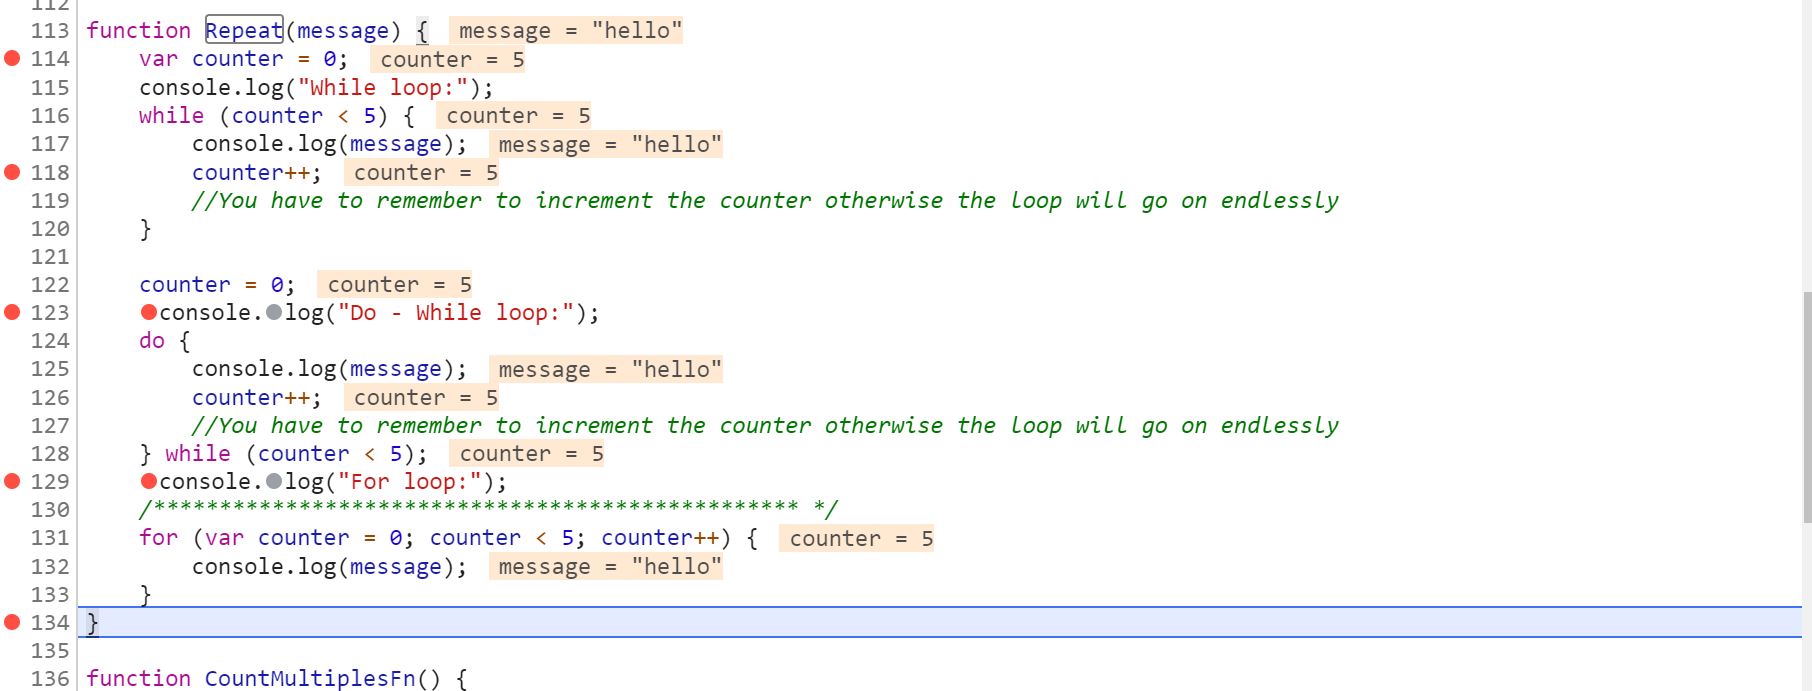 112
113 function Repeat(message) { message = "hello"
114 var counter = 0; counter = 5
115 console.log("While loop:");
116 while (counter < 5) { counter = 5
117 console.log(message); message = "hello"
118 counter++; counter = 5
119 //You have to remember to increment the counter otherwise the loop will go on endlessly
120 }
121
122 counter = 0; counter = 5
123 console.log("Do - While loop:");
124 do {
125 console.log(message); message = "hello"
126 counter++; counter = 5
127 //You have to remember to increment the counter otherwise the loop will go on endlessly
128 } while (counter < 5); counter = 5
129 console.log("For loop:");
130 /************************************************* */
131 for (var counter = 0; counter < 5; counter++) { counter = 5
132 console.log(message); message = "hello"
133 }
134 }
135
136 function CountMultiplesFn() {